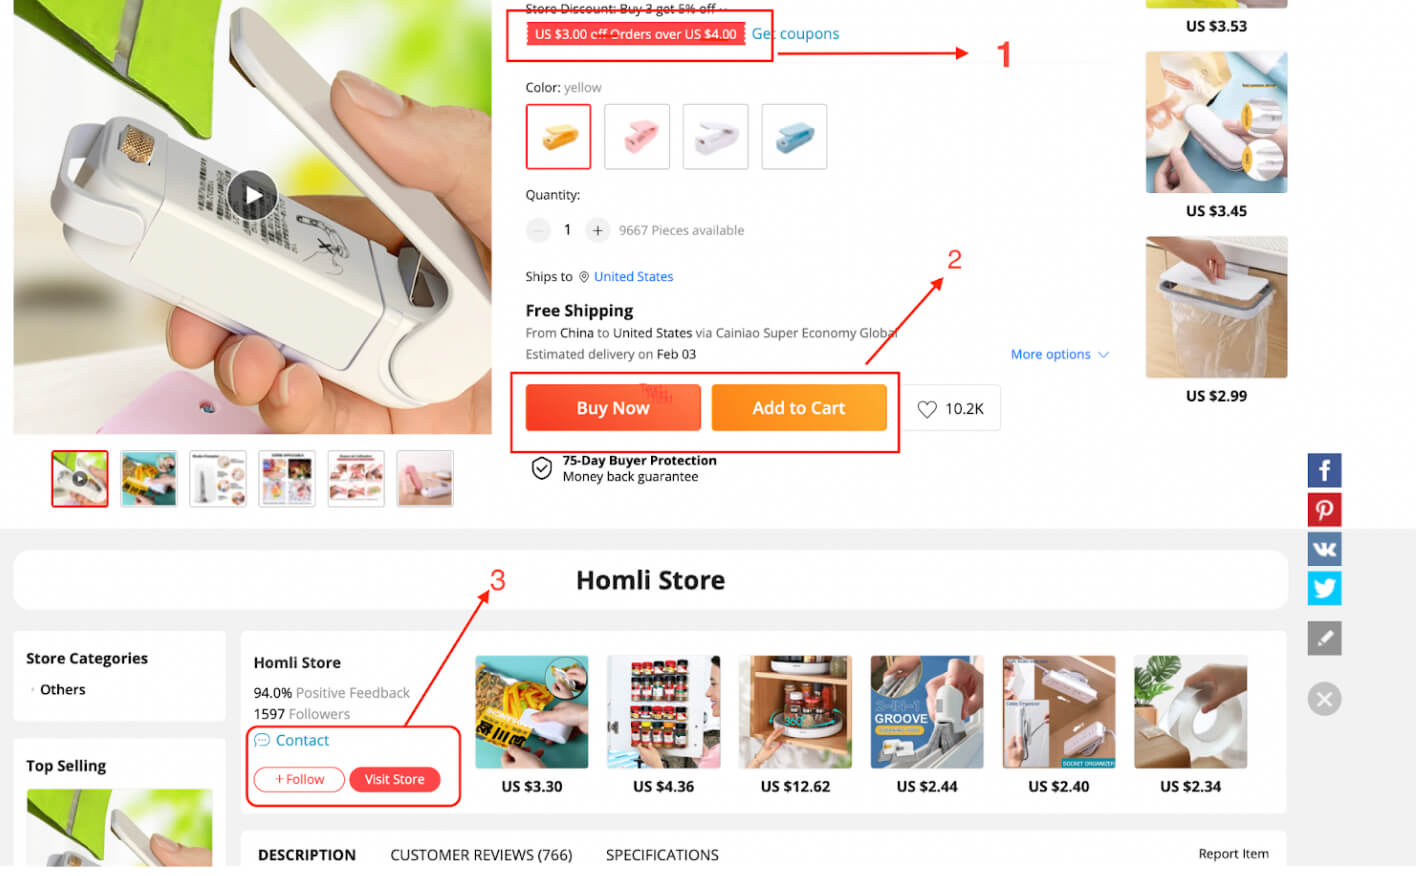 Store Discount: Buy 3 get 5% off
US $3.00 off Orders over US $4.00 Get coupons
1
US $3.53
Color: yellow
Quantity:
1 + 9667 Pieces available
US $3.45
2
Ships to United States
Free Shipping
From China to United States via Cainiao Super Economy Global
Estimated delivery on Feb 03
More options
US $2.99
Buy Now
Add to Cart
10.2K
75-Day Buyer Protection
Money back guarantee
Homli Store
3
Store Categories
Others
Top Selling
Homli Store
94.0% Positive Feedback
1597 Followers
Contact
+ Follow
Visit Store
360°
2-IN-1
GROOVE
SOCKET ORGANIZER
US $3.30
US $4.36
US $12.62
US $2.44
US $2.40
US $2.34
DESCRIPTION
CUSTOMER REVIEWS (766)
SPECIFICATIONS
Report Item